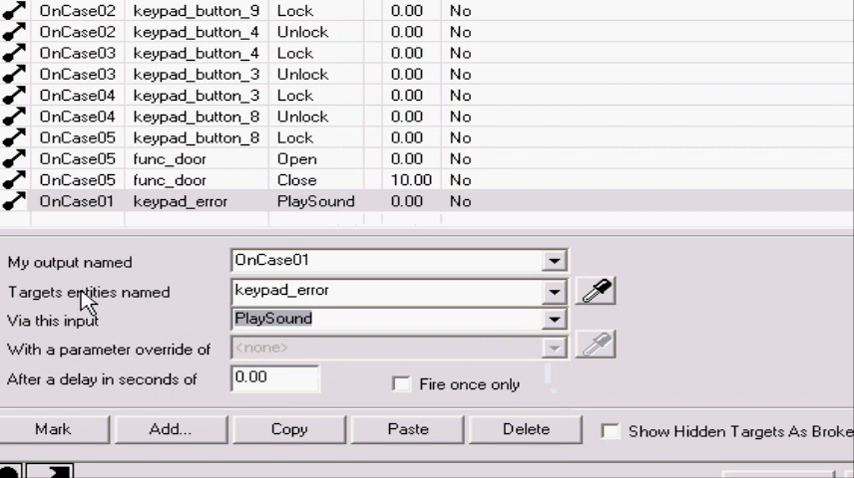 OnCase02 keypad_button_9 Lock 0.00 No
OnCase02 keypad_button_4 Unlock 0.00 No
OnCase03 keypad_button_4 Lock 0.00 No
OnCase03 keypad_button_3 Unlock 0.00 No
OnCase04 keypad_button_3 Lock 0.00 No
OnCase04 keypad_button_8 Unlock 0.00 No
OnCase05 keypad_button_8 Lock 0.00 No
OnCase05 func_door Open 0.00 No
OnCase05 func_door Close 10.00 No
OnCase01 keypad_error PlaySound 0.00 No
My output named OnCase01
Targets entities named keypad_error
Via this input PlaySound
With a parameter override of <none>
After a delay in seconds of 0.00 Fire once only
Mark Add... Copy Paste Delete Show Hidden Targets As Broke